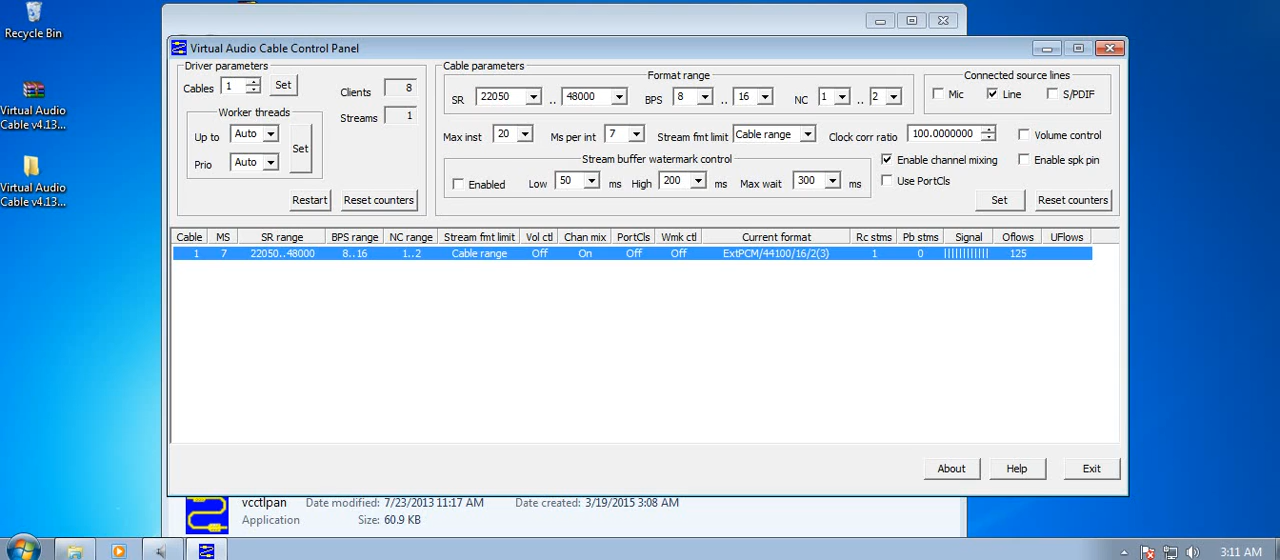 Recycle Bin
Virtual Audio
Cable v4.13...
Virtual Audio
Cable v4.13...
Virtual Audio Cable Control Panel
Driver parameters
Cables 1 Set
Clients 8
Streams 1
Worker threads
Up to Auto
Prio Auto
Set
Restart Reset counters
Cable parameters
Format range
SR 22050 .. 48000 BPS 8 .. 16 NC 1 .. 2
Connected source lines
Mic Line S/PDIF
Max inst 20 Ms per int 7 Stream fmt limit Cable range Clock corr ratio 100.0000000 Volume control
Stream buffer watermark control
Enabled Low 50 ms High 200 ms Max wait 300 ms
Enable channel mixing Enable spk pin
Use PortCls
Set Reset counters
Cable MS SR range BPS range NC range Stream fmt limit Vol ctl Chan mix PortCls Wmk ctl Current format Rc stms Pb stms Signal Oflows UFlows
1 7 22050..48000 8..16 1..2 Cable range Off On Off Off ExtPCM/44100/16/2(3) 1 0 |||||||||||| 125
About Help Exit
vcctlpan Date modified: 7/23/2013 11:17 AM Date created: 3/19/2015 3:08 AM
Application Size: 60.9 KB
3:11 AM